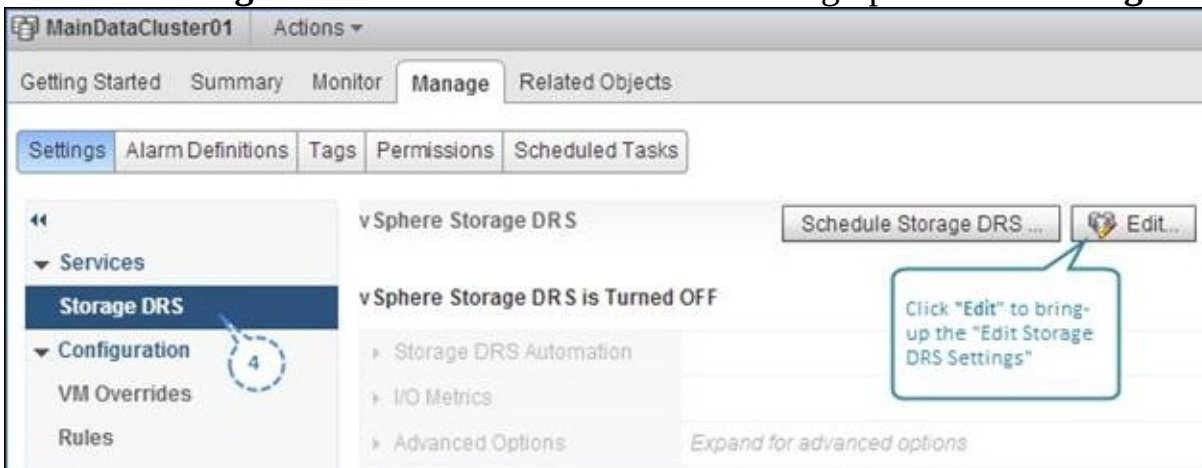 MainDataCluster01 Actions
Getting Started Summary Monitor Manage Related Objects
Settings Alarm Definitions Tags Permissions Scheduled Tasks
vSphere Storage DRS Schedule Storage DRS ... Edit...
Services
Storage DRS
vSphere Storage DRS is Turned OFF
Click "Edit" to bring-
up the "Edit Storage
DRS Settings"
Configuration
4
Storage DRS Automation
VM Overrides
I/O Metrics
Rules
Advanced Options Expand for advanced options